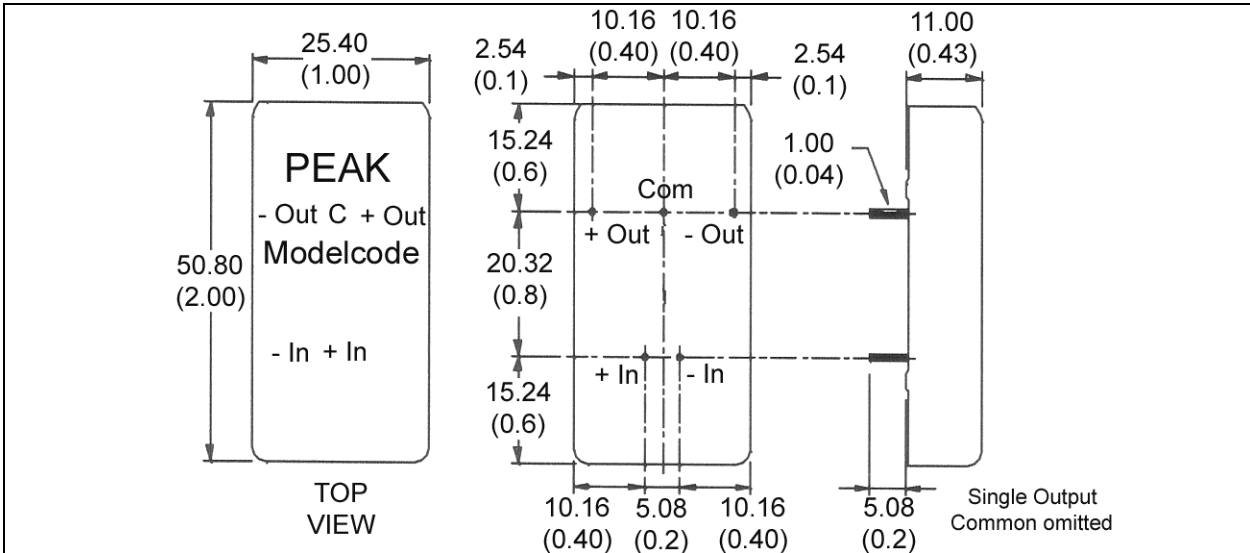 25.40
(1.00)
50.80
(2.00)
PEAK
- Out C + Out
Modelcode
- In + In
TOP
VIEW
10.16 10.16
(0.40) (0.40)
2.54
(0.1)
2.54
(0.1)
15.24
(0.6)
Com
+ Out - Out
20.32
(0.8)
+ In - In
15.24
(0.6)
10.16 5.08 10.16
(0.40) (0.2) (0.40)
11.00
(0.43)
1.00
(0.04)
5.08
(0.2)
Single Output
Common omitted